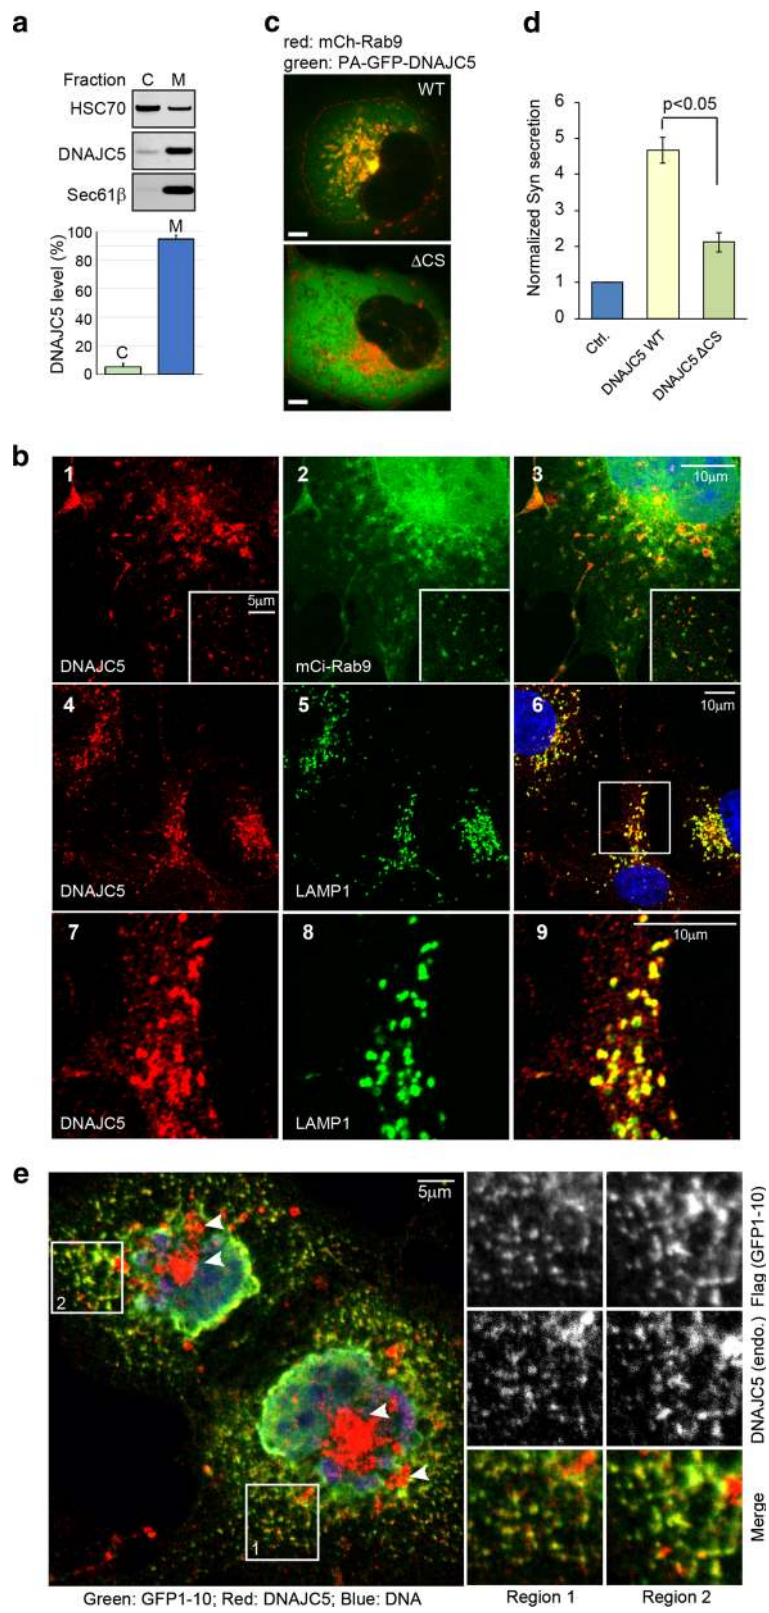 a
Fraction C M
HSC70
DNAJC5
Sec61β
DNAJC5 level (%)
100
80
60
40
20
0
C
M
c
red: mCh-Rab9
green: PA-GFP-DNAJC5
WT
ΔCS
d
Normalized Syn secretion
6
5
4
3
2
1
0
p<0.05
Ctrl.
DNAJC5 WT
DNAJC5 ΔCS
b
1
DNAJC5
5μm
2
mCi-Rab9
3
10μm
4
DNAJC5
5
LAMP1
6
10μm
7
DNAJC5
8
LAMP1
9
10μm
e
5μm
2
1
Green: GFP1-10; Red: DNAJC5; Blue: DNA
Flag (GFP1-10)
DNAJC5 (endo.)
Merge
Region 1
Region 2